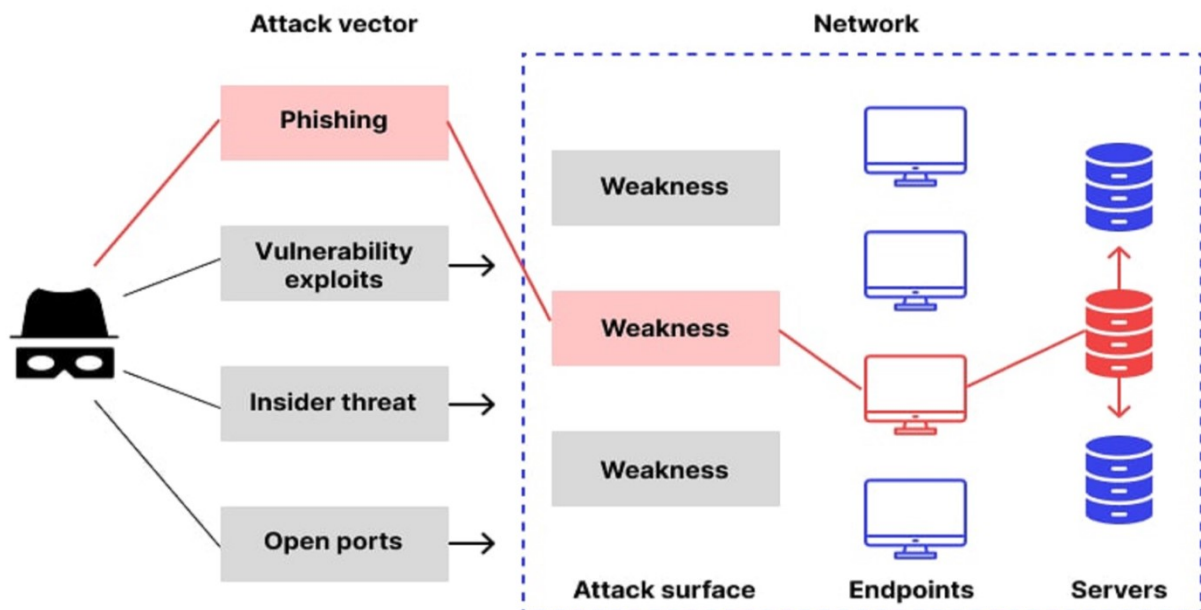 Attack vector
Network
Phishing
Vulnerability
exploits
Insider threat
Open ports
Weakness
Weakness
Weakness
Attack surface
Endpoints
Servers